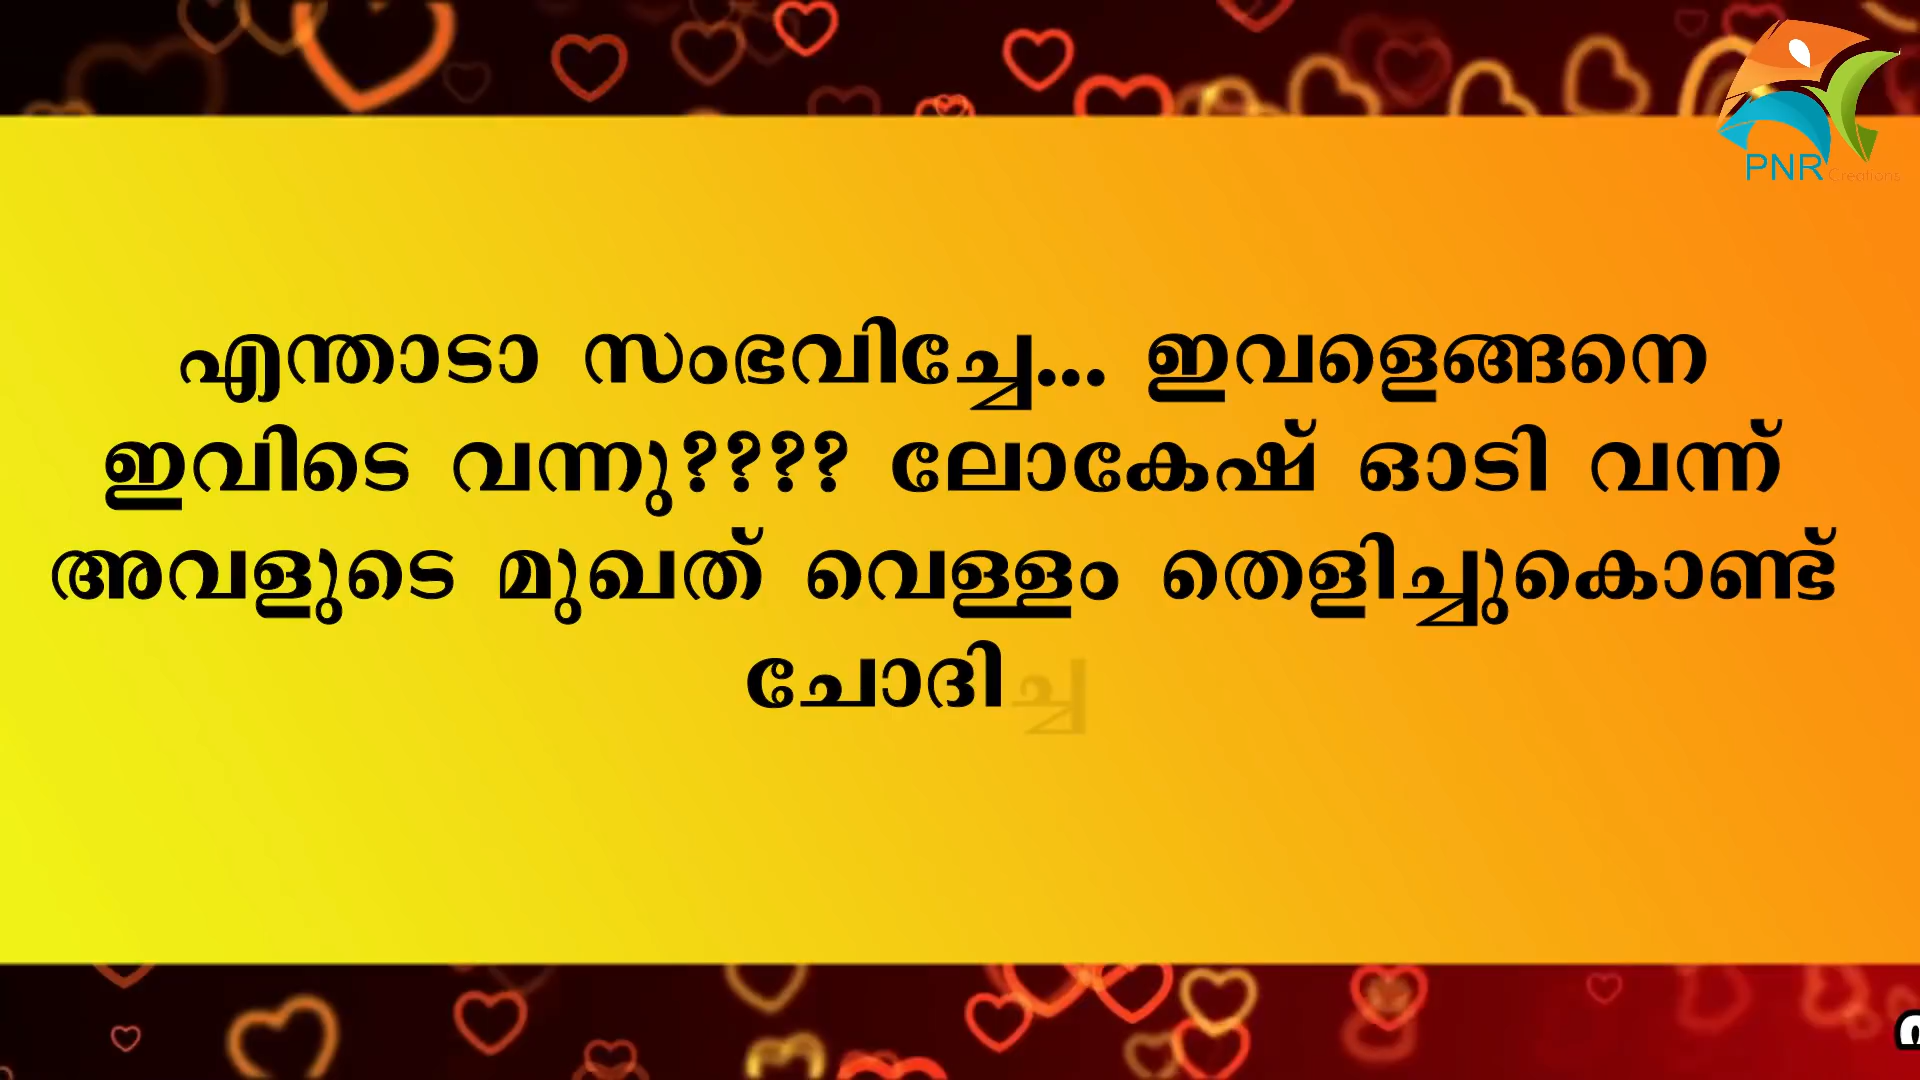 PNR Creations
എന്താടാ സംഭവിച്ചേ... ഇവളെങ്ങനെ
ഇവിടെ വന്നു???? ലോകേഷ് ഓടി വന്ന്
അവളുടെ മുഖത് വെള്ളം തെളിച്ചുകൊണ്ട്
ചോദിച്ച